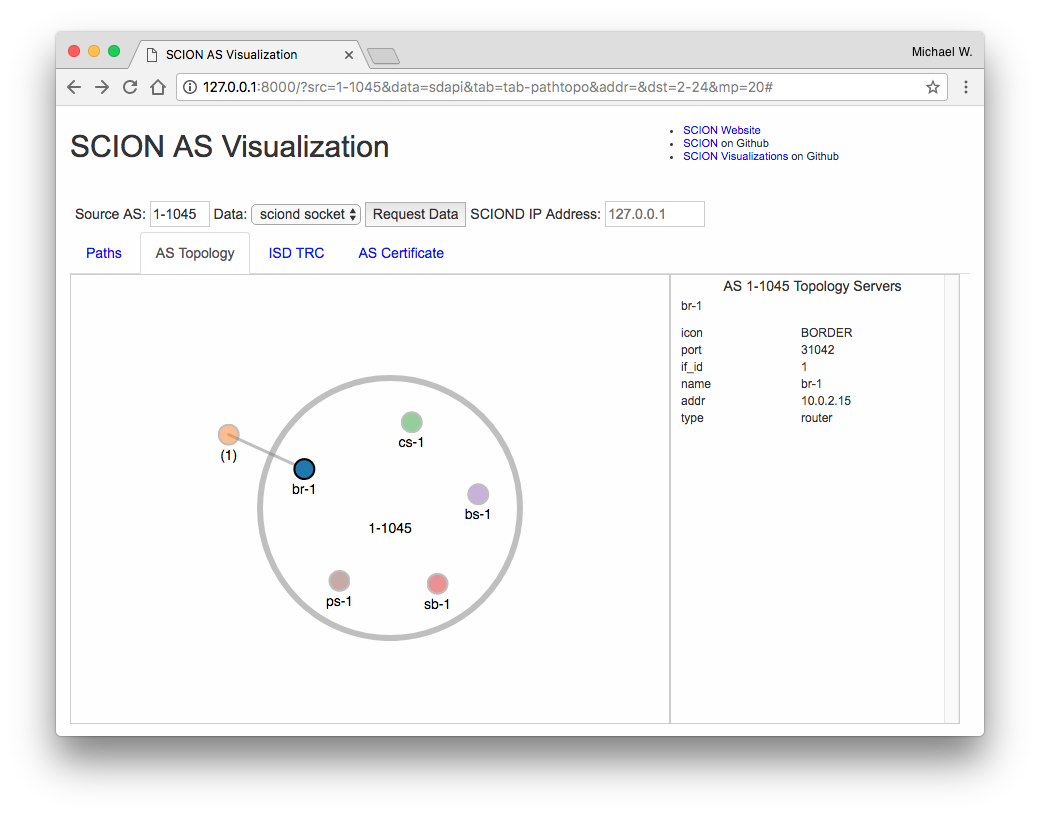 SCION AS Visualization
Michael W.
127.0.0.1:8000/?src=1-1045&data=sdapi&tab=tab-pathtopo&addr=&dst=2-24&mp=20#
SCION AS Visualization
SCION Website
SCION on Github
SCION Visualizations on Github
Source AS: 1-1045 Data: sciond socket Request Data SCIOND IP Address: 127.0.0.1
Paths AS Topology ISD TRC AS Certificate
(1)
br-1
cs-1
bs-1
1-1045
ps-1
sb-1
AS 1-1045 Topology Servers
br-1
icon BORDER
port 31042
if_id 1
name br-1
addr 10.0.2.15
type router